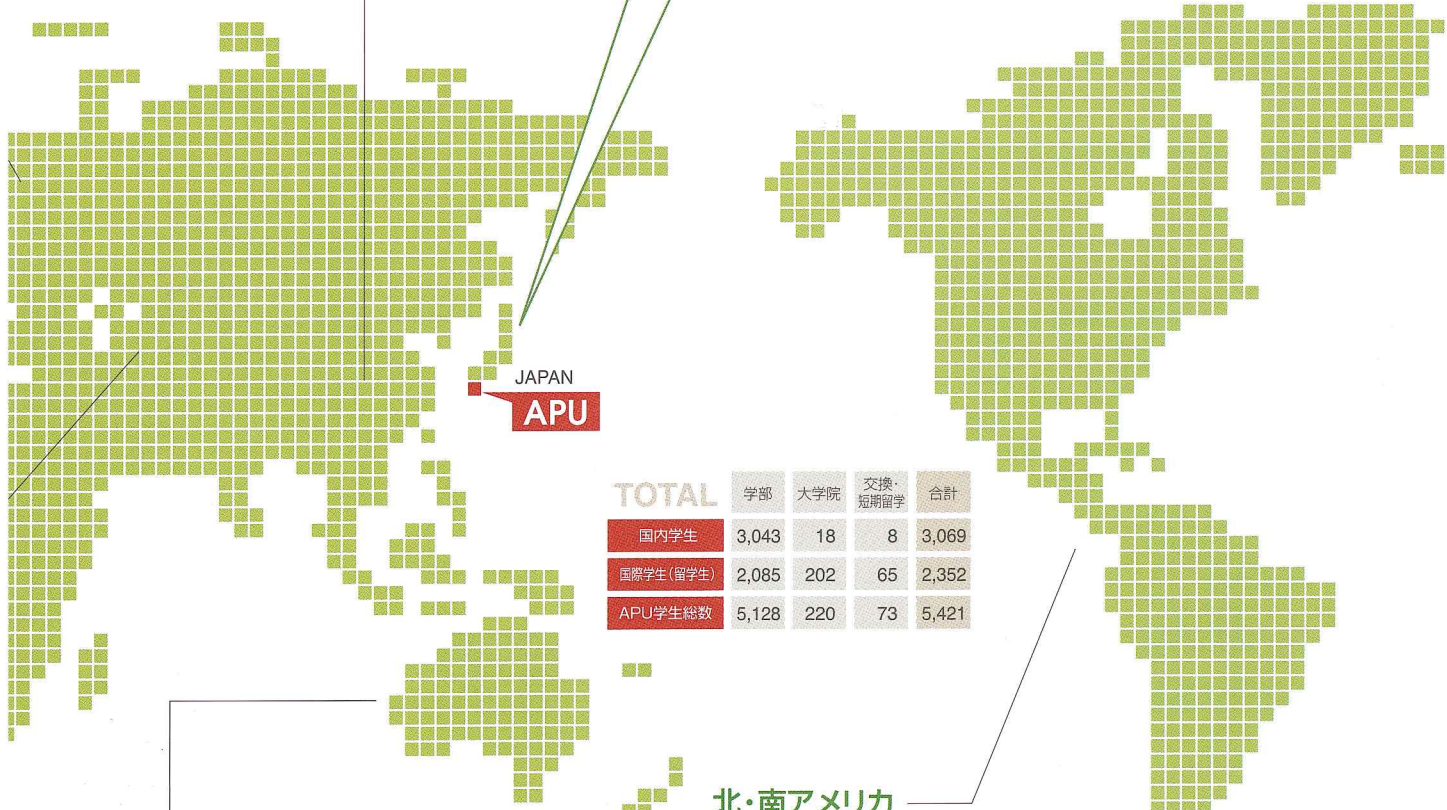 JAPAN
APU
TOTAL 学部 大学院 交換・短期留学 合計
国内学生 3,043 18 8 3,069
国際学生(留学生) 2,085 202 65 2,352
APU学生総数 5,128 220 73 5,421
北・南アメリカ